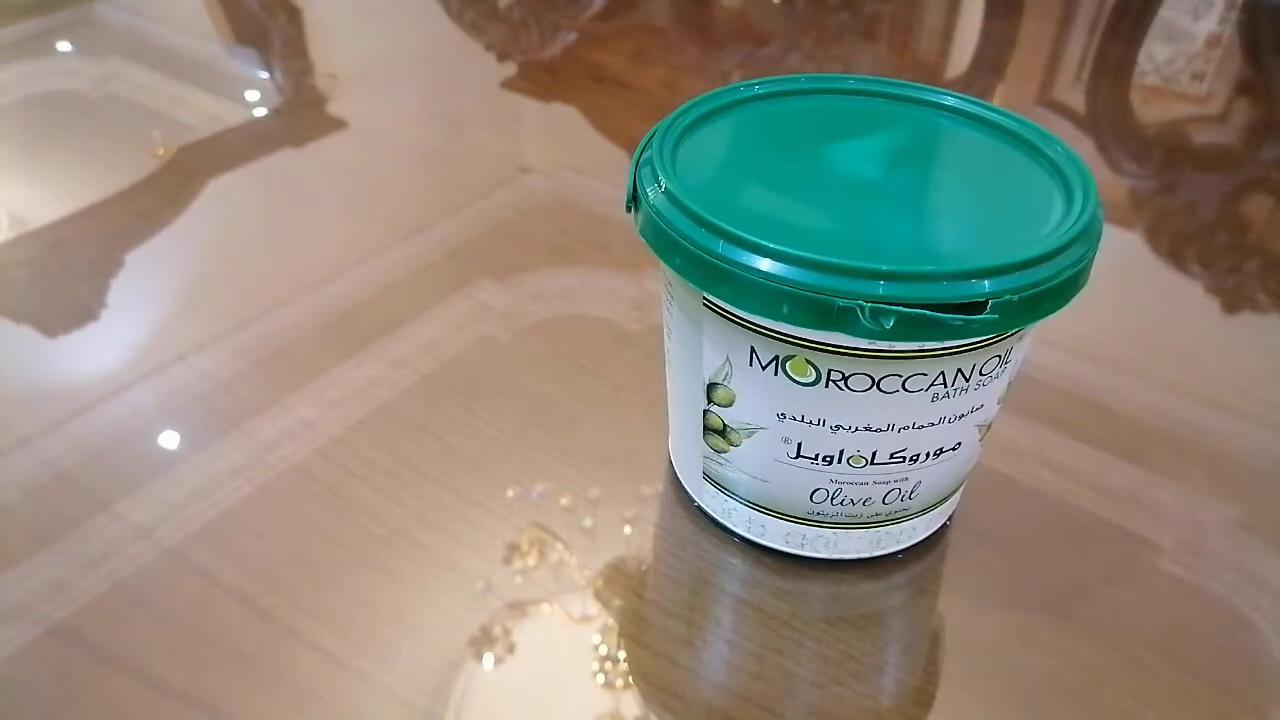 MOROCCAN OIL
BATH SOAP
صابون الحمام المغربي البلدي
موروكان اويل®
Moroccan Soap with
Olive Oil
يحتوي على زيت الزيتون